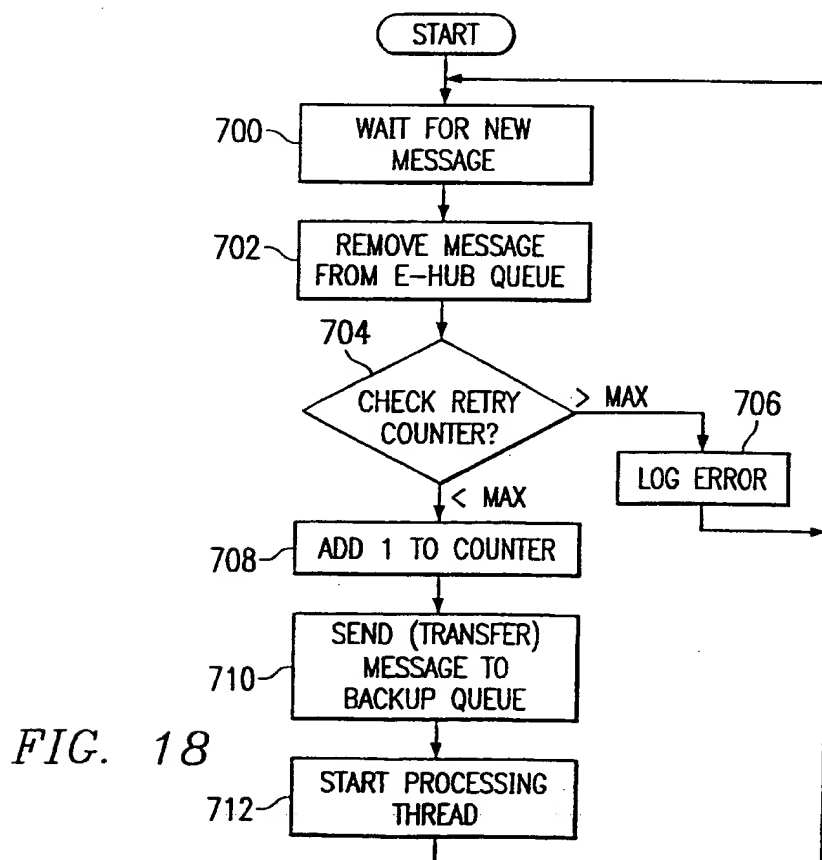 START
700
WAIT FOR NEW
MESSAGE
702
REMOVE MESSAGE
FROM E-HUB QUEUE
704
CHECK RETRY
COUNTER?
> MAX
706
LOG ERROR
< MAX
708
ADD 1 TO COUNTER
710
SEND (TRANSFER)
MESSAGE TO
BACKUP QUEUE
FIG. 18
712
START PROCESSING
THREAD